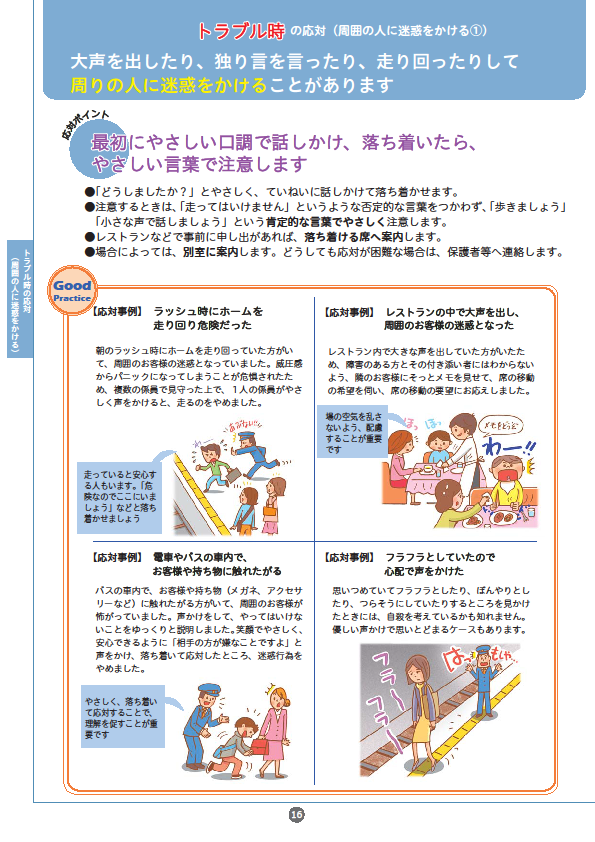 トラブル時 の応対（周囲の人に迷惑をかける①）
大声を出したり、独り言を言ったり、走り回ったりして
周りの人に迷惑をかけることがあります
応対ポイント
最初にやさしい口調で話しかけ、落ち着いたら、
やさしい言葉で注意します
●「どうしましたか？」とやさしく、ていねいに話しかけて落ち着かせます。
●注意するときは、「走ってはいけません」というような否定的な言葉をつかわず、「歩きましょう」
「小さな声で話しましょう」という肯定的な言葉でやさしく注意します。
●レストランなどで事前に申し出があれば、落ち着ける席へ案内します。
●場合によっては、別室に案内します。どうしても応対が困難な場合は、保護者等へ連絡します。
トラブル時の応対
（周囲の人に迷惑をかける）
Good
Practice
【応対事例】 ラッシュ時にホームを
走り回り危険だった
朝のラッシュ時にホームを走り回っていた方がい
て、周囲のお客様の迷惑となっていました。威圧感
からパニックになってしまうことが危惧されたた
め、複数の係員で見守った上で、１人の係員がやさ
しく声をかけると、走るのをやめました。
わー
あぶない!!
走っていると安心す
る人もいます。「危
険なのでここにいま
しょう」などと落ち
着かせましょう
【応対事例】 レストランの中で大声を出し、
周囲のお客様の迷惑となった
レストラン内で大きな声を出していた方がいたた
め、障害のある方とその付き添い者にはわからない
よう、隣のお客様にそっとメモを見せて、席の移動
の希望を伺い、席の移動の要望にお応えしました。
場の空気を乱さ
ないよう、配慮
することが重要
です
ほっ
ほっ
メモをどうぞ
わー!!
【応対事例】 電車やバスの車内で、
お客様や持ち物に触れたがる
バスの車内で、お客様や持ち物（メガネ、アクセサ
リーなど）に触れたがる方がいて、周囲のお客様が
怖がっていました。声かけをして、やってはいけな
いことをゆっくりと説明しました。笑顔でやさしく、
安心できるように「相手の方が嫌なことですよ」と
声をかけ、落ち着いて応対したところ、迷惑行為を
やめました。
やさしく、落ち着い
て応対することで、
理解を促すことが重
要です
【応対事例】 フラフラとしていたので
心配で声をかけた
思いつめていてフラフラとしたり、ぼんやりとし
たり、つらそうにしていたりするところを見かけ
たときには、自殺を考えているかも知れません。
優しい声かけで思いとどまるケースもあります。
フラ～
フラ～
はっ
もしや…
16